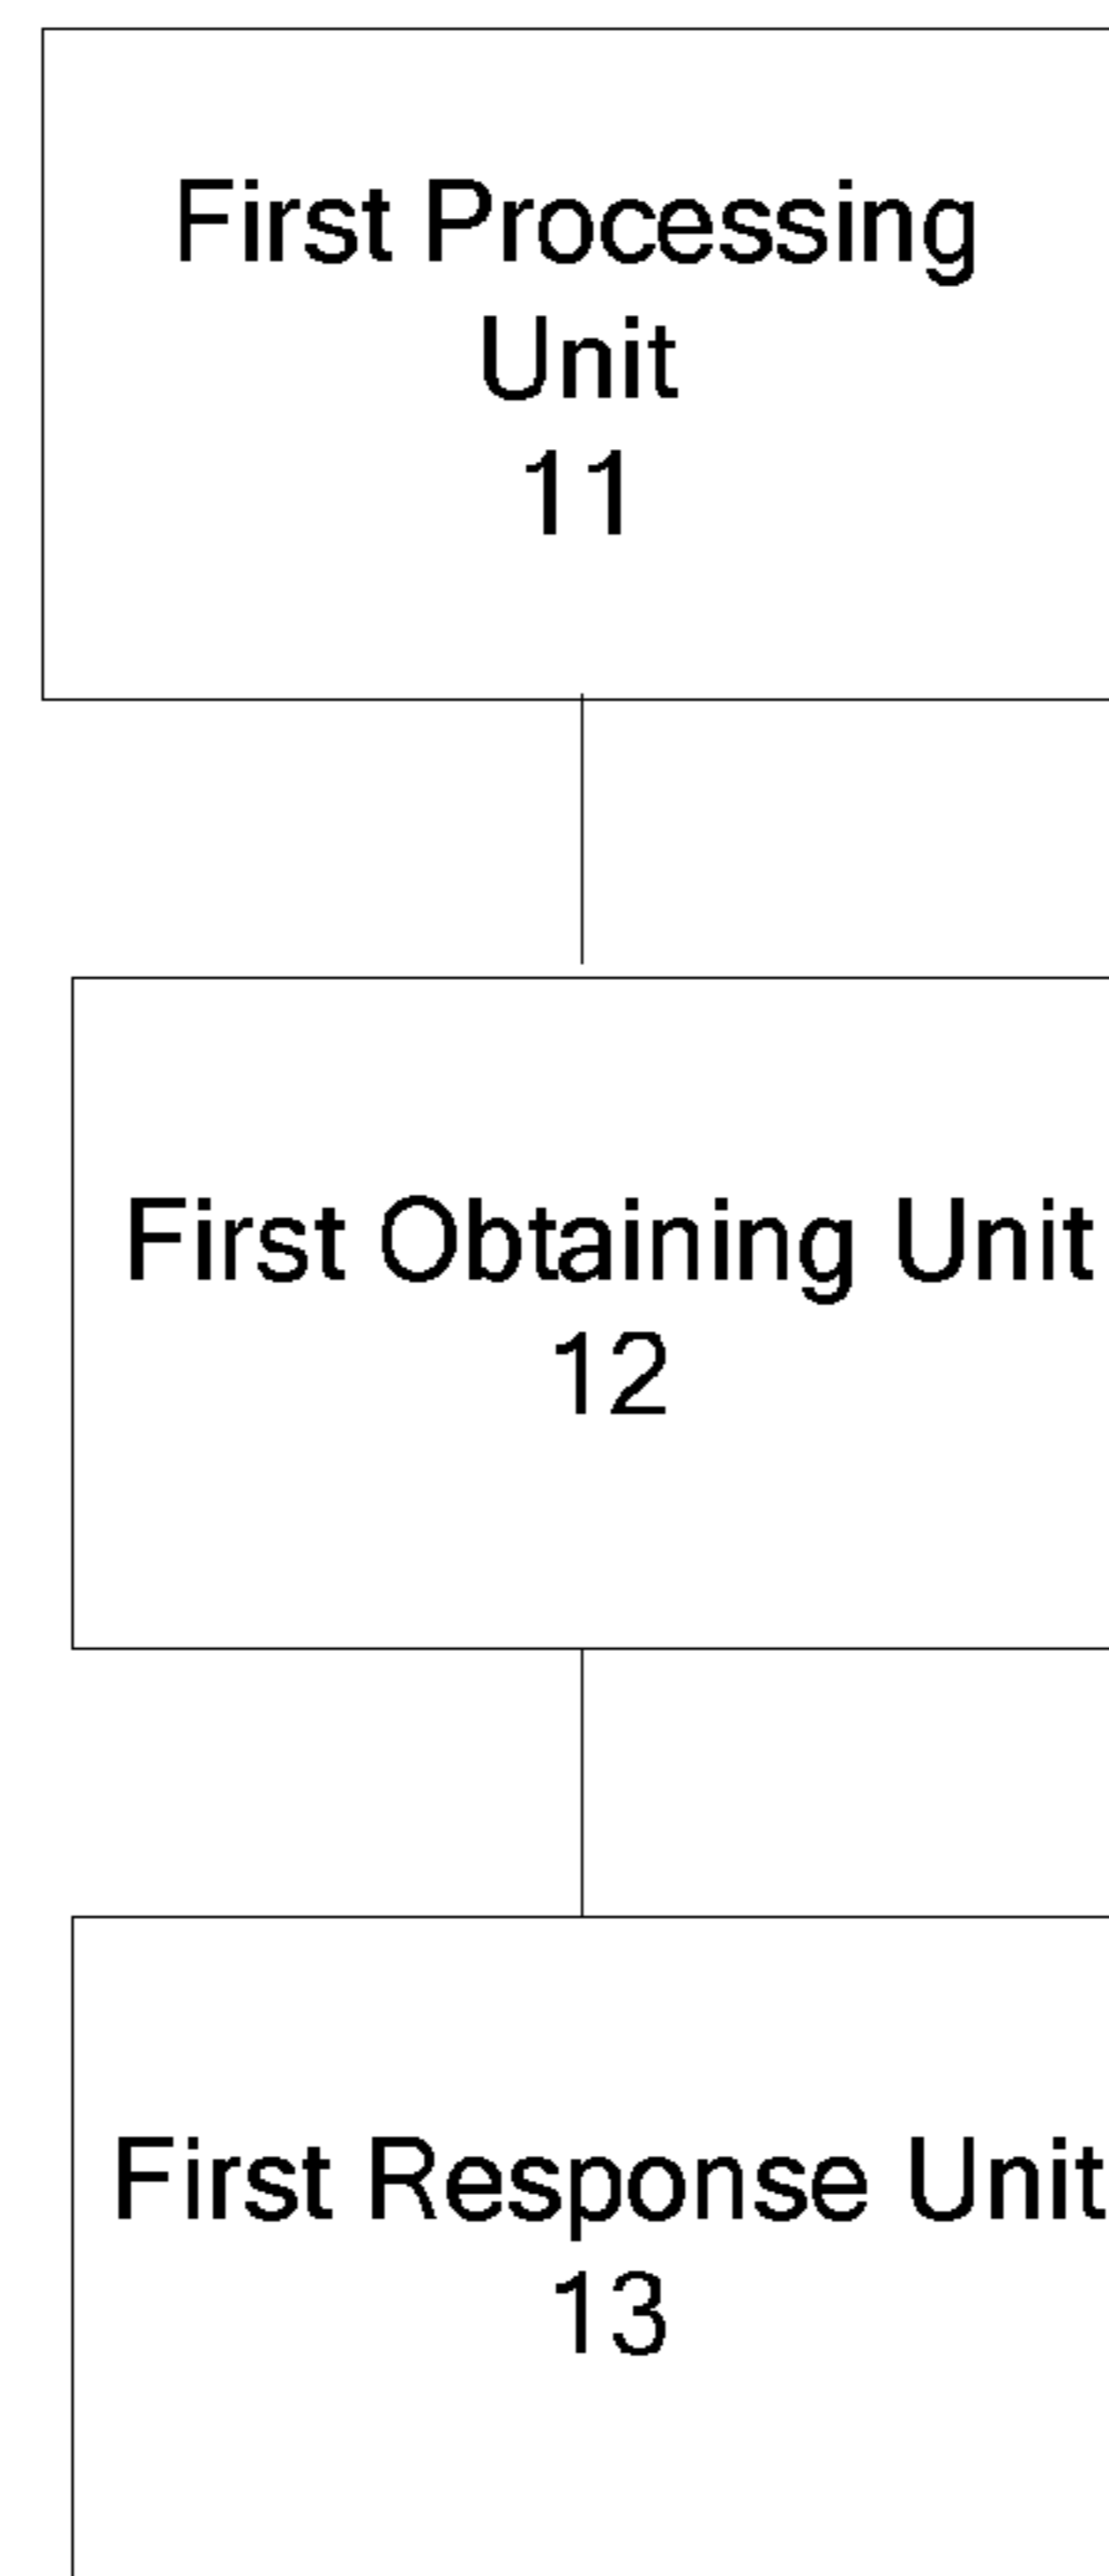 First Processing
Unit
11
First Obtaining Unit
12
First Response Unit
13